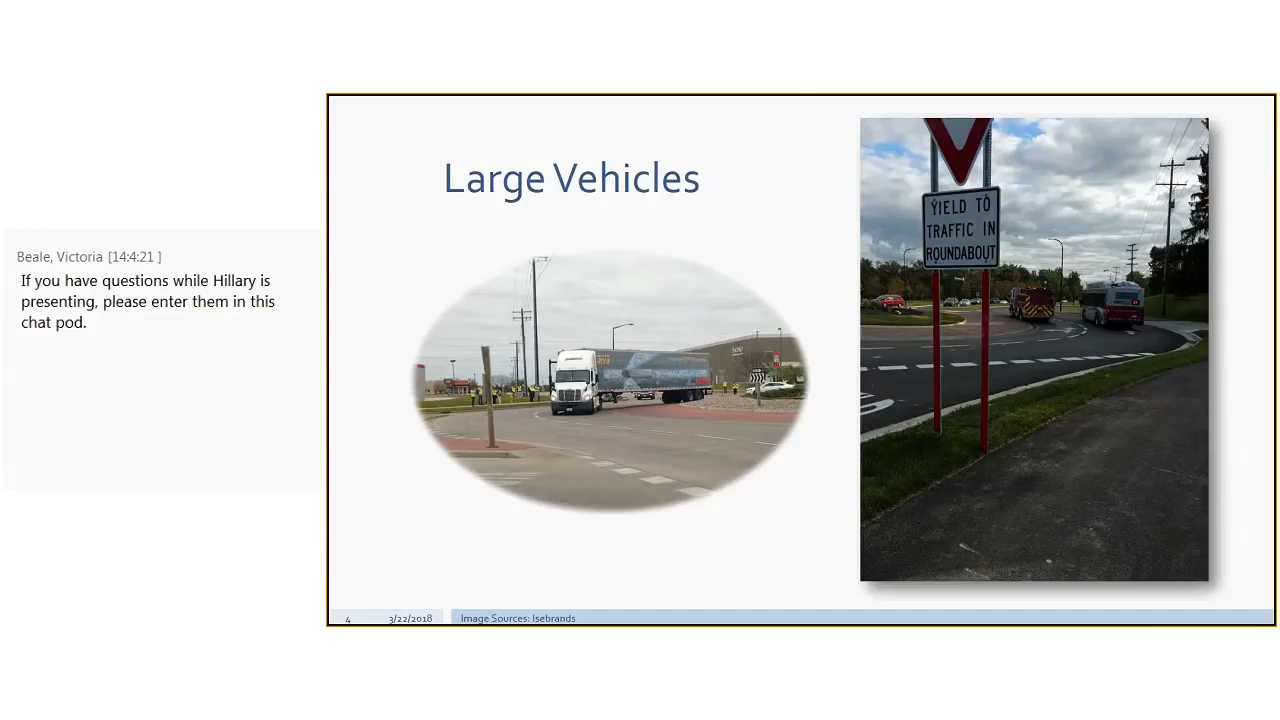 Beale, Victoria [14:4:21 ]
If you have questions while Hillary is
presenting, please enter them in this
chat pod.
Large Vehicles
YIELD TO
TRAFFIC IN
ROUNDABOUT
4 3/22/2018 Image Sources: Isebrands